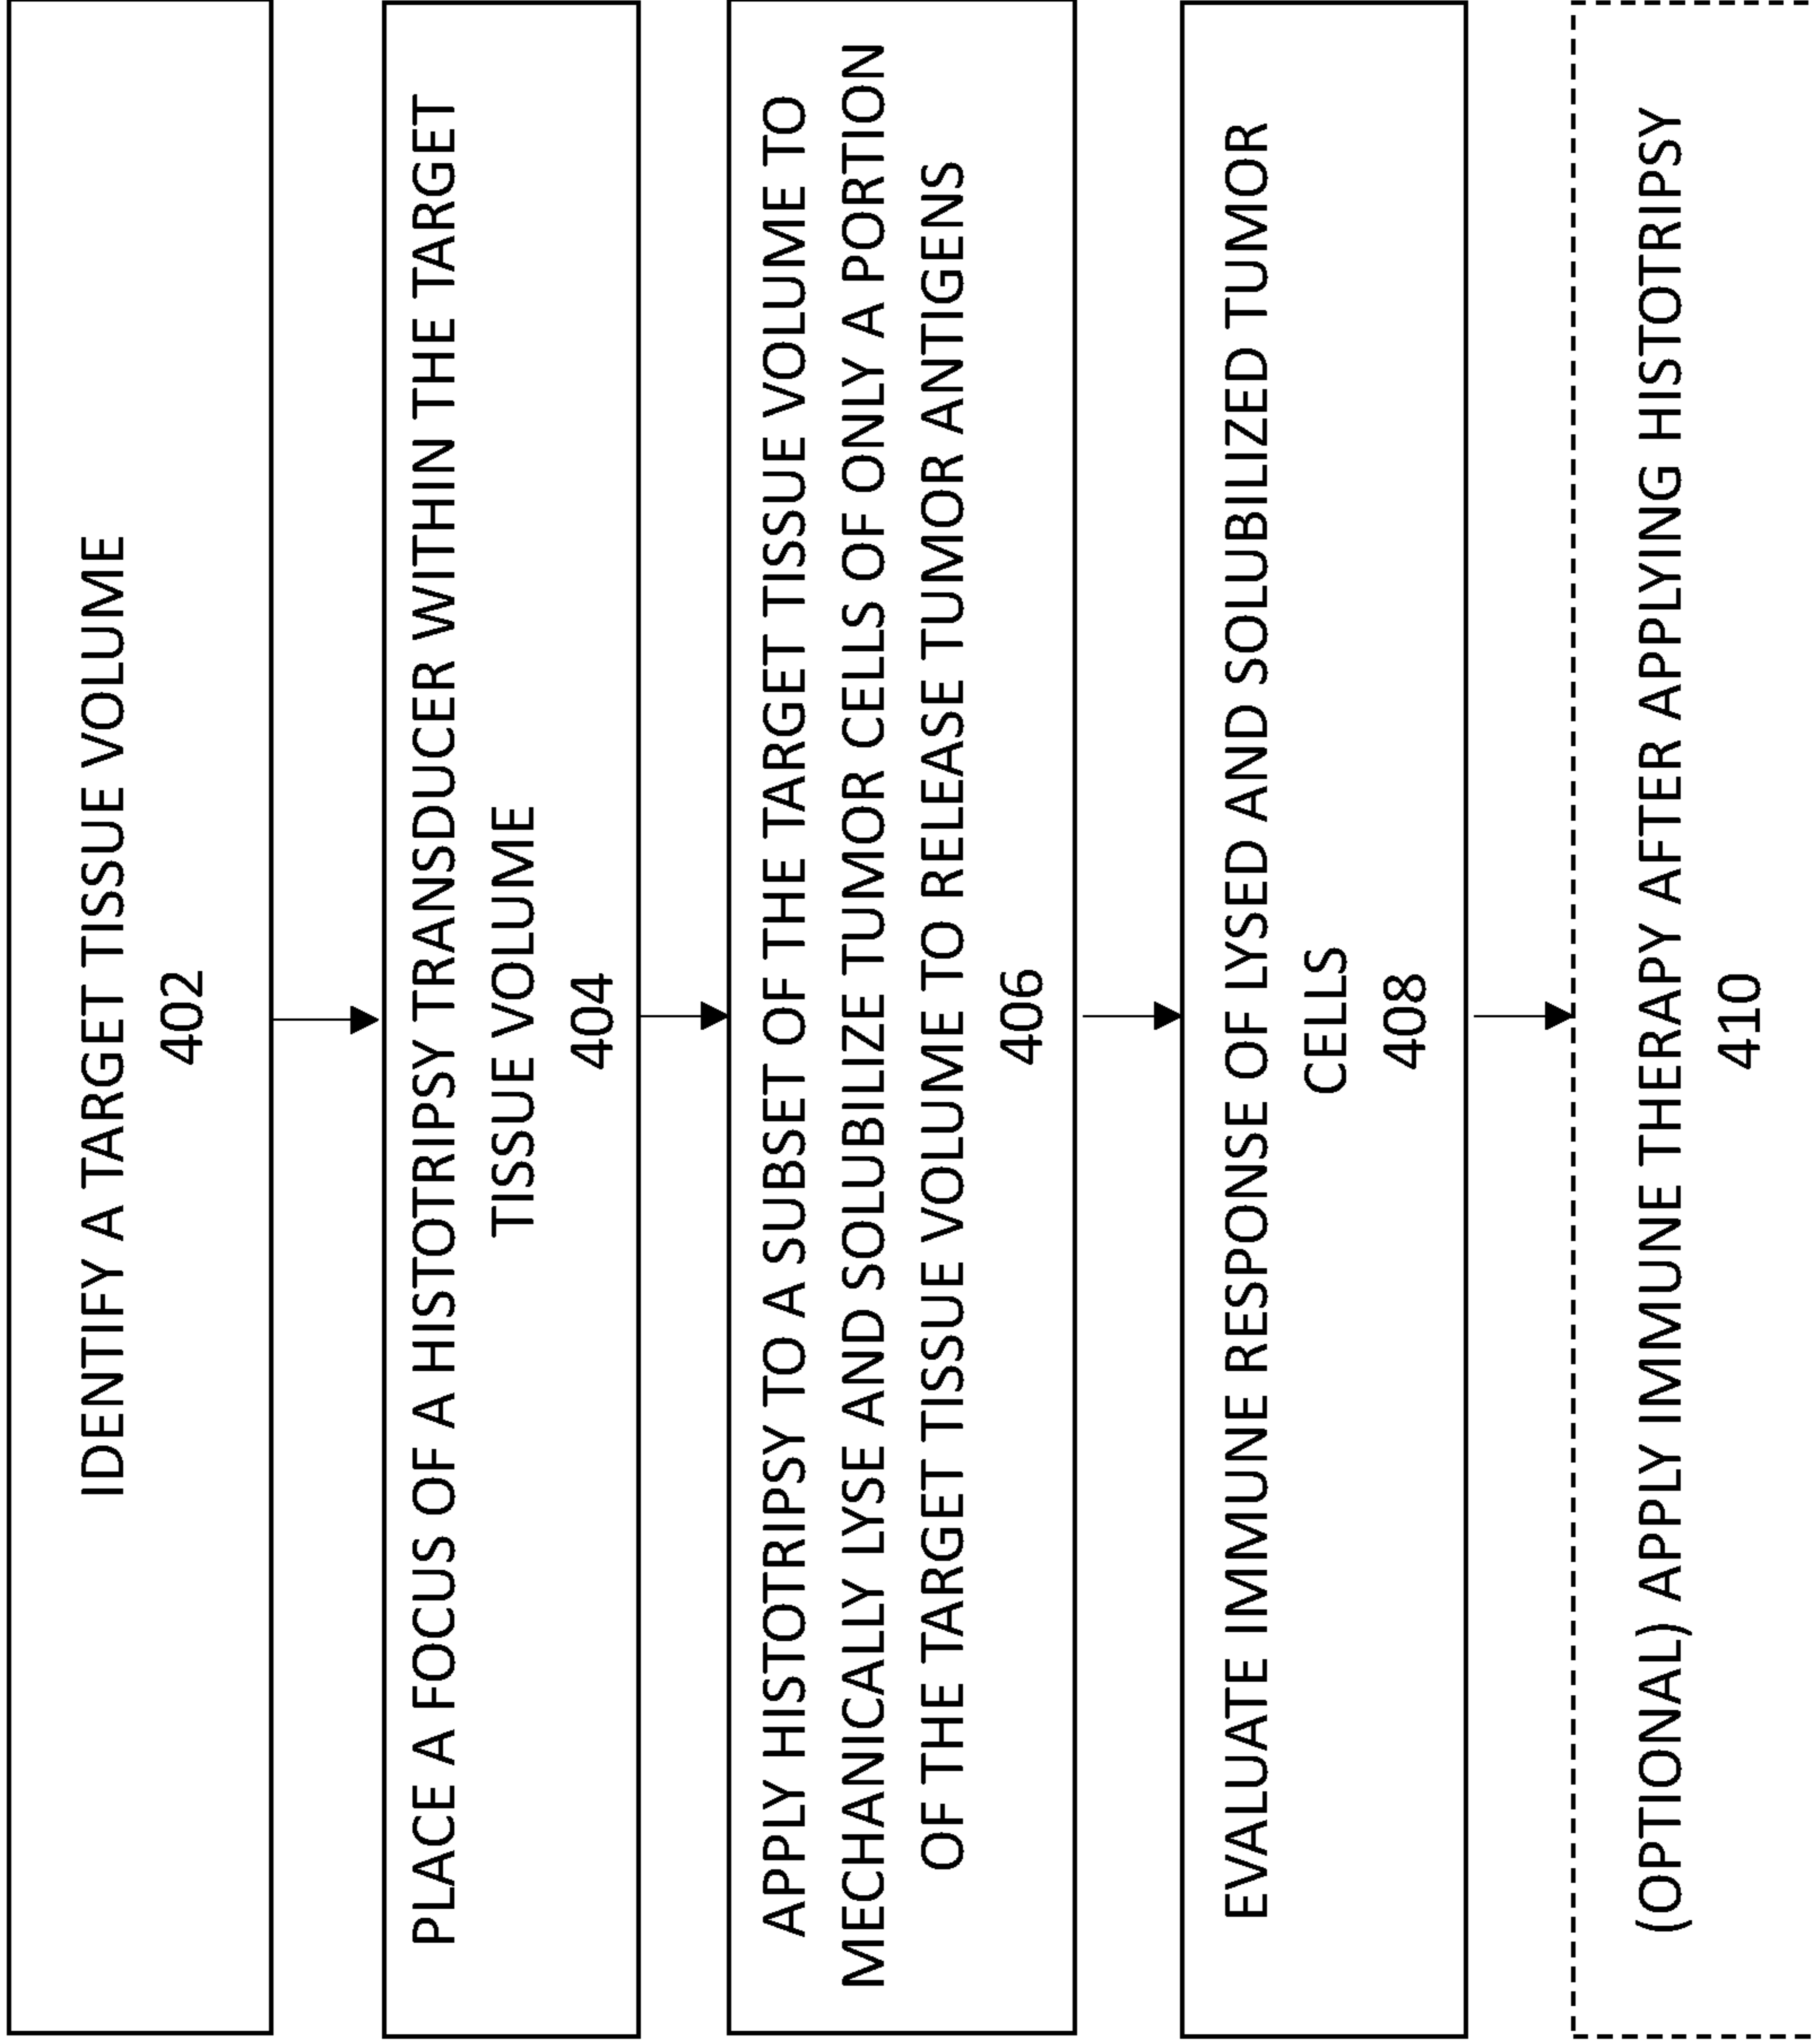 IDENTIFY A TARGET TISSUE VOLUME
402
PLACE A FOCUS OF A HISTOTRIPSY TRANSDUCER WITHIN THE TARGET
TISSUE VOLUME
404
APPLY HISTOTRIPSY TO A SUBSET OF THE TARGET TISSUE VOLUME TO
MECHANICALLY LYSE AND SOLUBILIZE TUMOR CELLS OF ONLY A PORTION
OF THE TARGET TISSUE VOLUME TO RELEASE TUMOR ANTIGENS
406
EVALUATE IMMUNE RESPONSE OF LYSED AND SOLUBILIZED TUMOR
CELLS
408
(OPTIONAL) APPLY IMMUNE THERAPY AFTER APPLYING HISTOTRIPSY
410